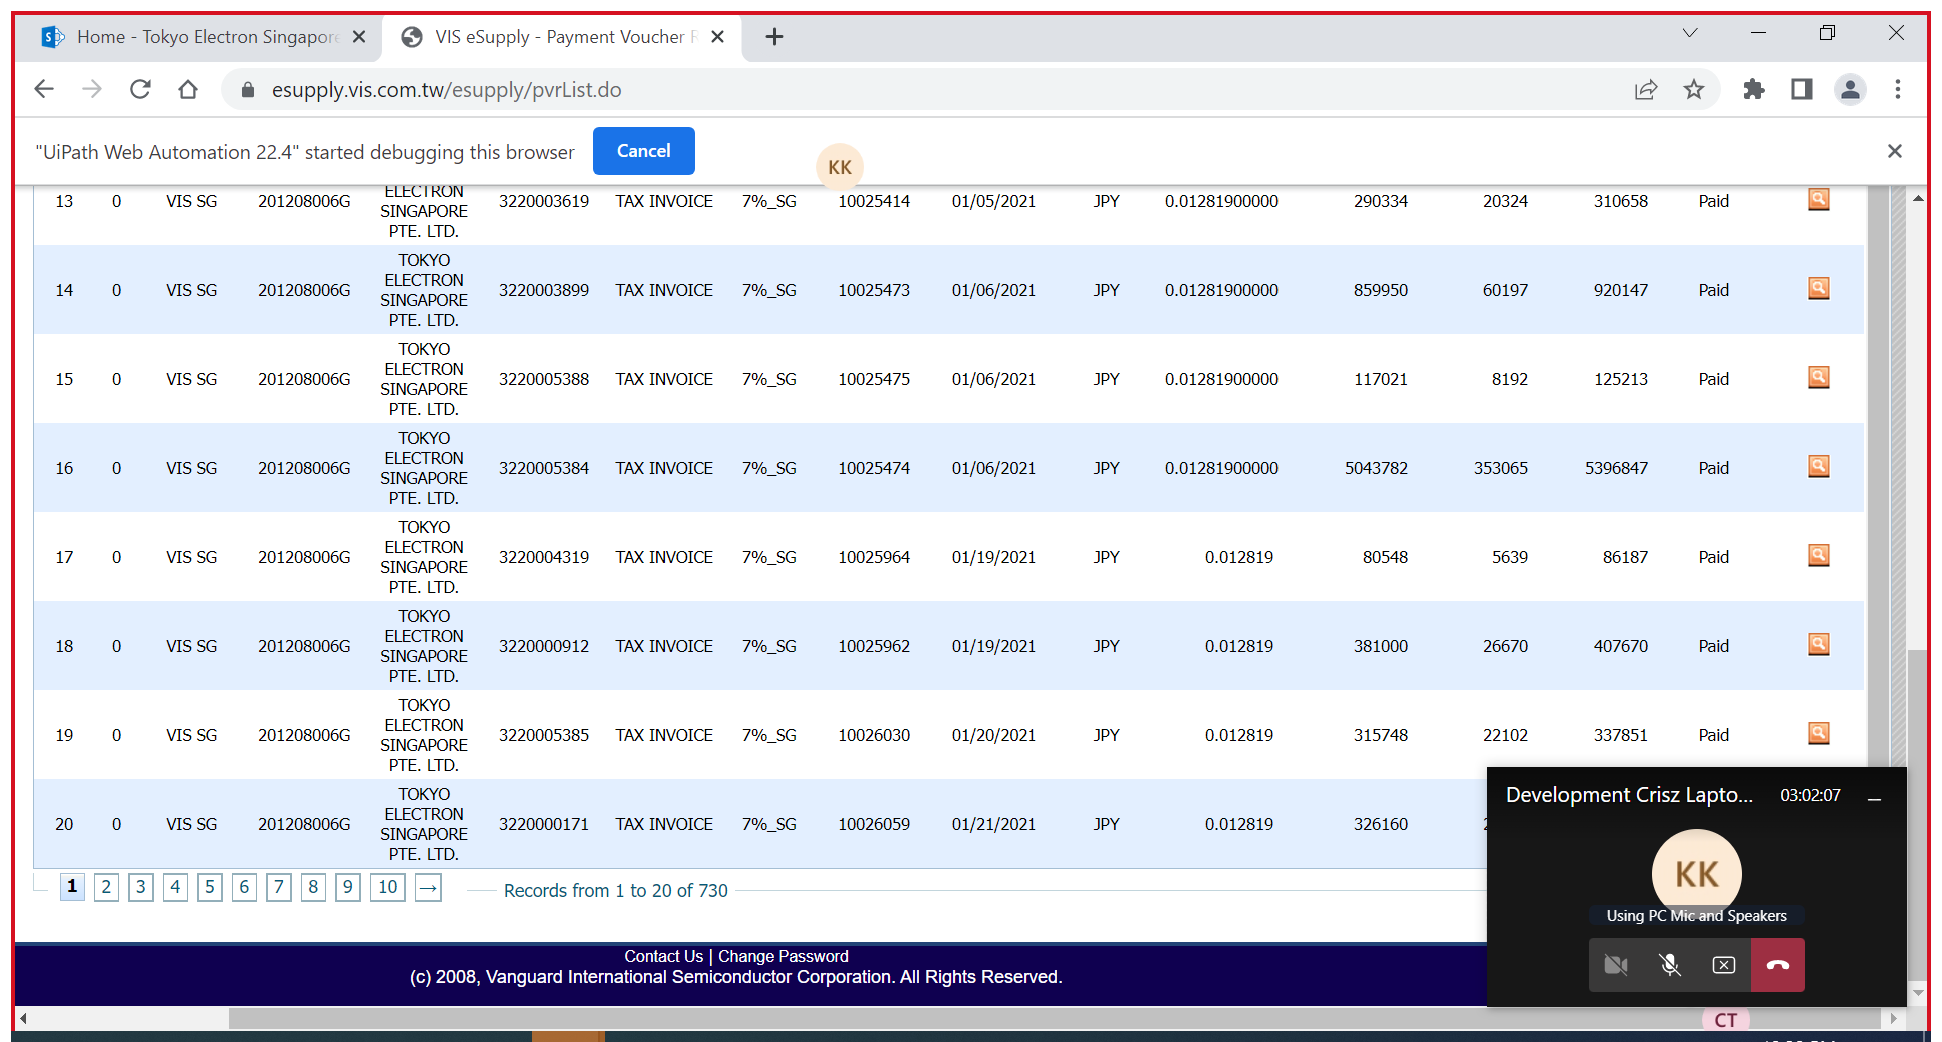 Home - Tokyo Electron Singapore
VIS eSupply - Payment Voucher R
esupply.vis.com.tw/esupply/pvrList.do
"UiPath Web Automation 22.4" started debugging this browser
Cancel
KK
13 0 VIS SG 201208006G ELECTRON SINGAPORE PTE. LTD. 3220003619 TAX INVOICE 7%_SG 10025414 01/05/2021 JPY 0.01281900000 290334 20324 310658 Paid
14 0 VIS SG 201208006G TOKYO ELECTRON SINGAPORE PTE. LTD. 3220003899 TAX INVOICE 7%_SG 10025473 01/06/2021 JPY 0.01281900000 859950 60197 920147 Paid
15 0 VIS SG 201208006G TOKYO ELECTRON SINGAPORE PTE. LTD. 3220005388 TAX INVOICE 7%_SG 10025475 01/06/2021 JPY 0.01281900000 117021 8192 125213 Paid
16 0 VIS SG 201208006G TOKYO ELECTRON SINGAPORE PTE. LTD. 3220005384 TAX INVOICE 7%_SG 10025474 01/06/2021 JPY 0.01281900000 5043782 353065 5396847 Paid
17 0 VIS SG 201208006G TOKYO ELECTRON SINGAPORE PTE. LTD. 3220004319 TAX INVOICE 7%_SG 10025964 01/19/2021 JPY 0.012819 80548 5639 86187 Paid
18 0 VIS SG 201208006G TOKYO ELECTRON SINGAPORE PTE. LTD. 3220000912 TAX INVOICE 7%_SG 10025962 01/19/2021 JPY 0.012819 381000 26670 407670 Paid
19 0 VIS SG 201208006G TOKYO ELECTRON SINGAPORE PTE. LTD. 3220005385 TAX INVOICE 7%_SG 10026030 01/20/2021 JPY 0.012819 315748 22102 337851 Paid
20 0 VIS SG 201208006G TOKYO ELECTRON SINGAPORE PTE. LTD. 3220000171 TAX INVOICE 7%_SG 10026059 01/21/2021 JPY 0.012819 326160
Development Crisz Lapto... 03:02:07
KK
Using PC Mic and Speakers
1 2 3 4 5 6 7 8 9 10 → Records from 1 to 20 of 730
Contact Us | Change Password
(c) 2008, Vanguard International Semiconductor Corporation. All Rights Reserved.
CT